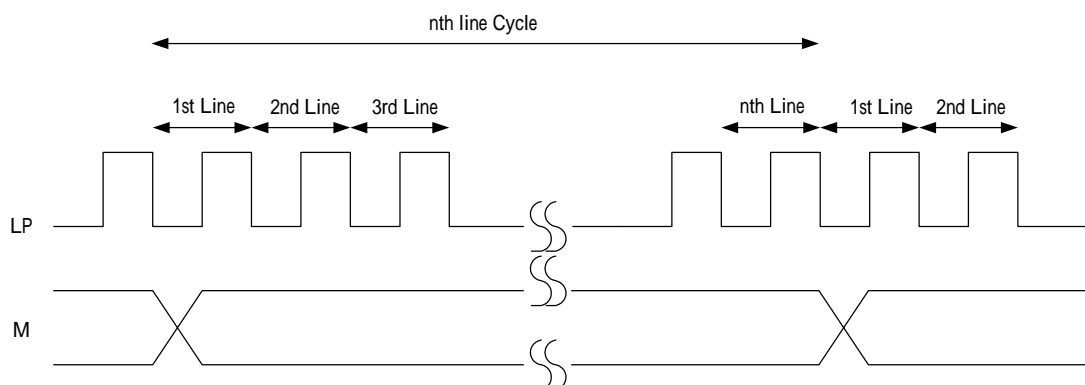 nth line Cycle
1st Line 2nd Line 3rd Line nth Line 1st Line 2nd Line
LP
M